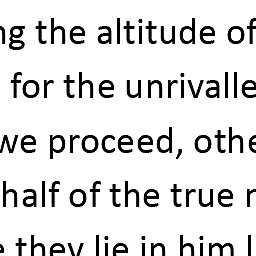 ng the altitude of
for the unrivalle
we proceed, othe
half of the true
they lie in him